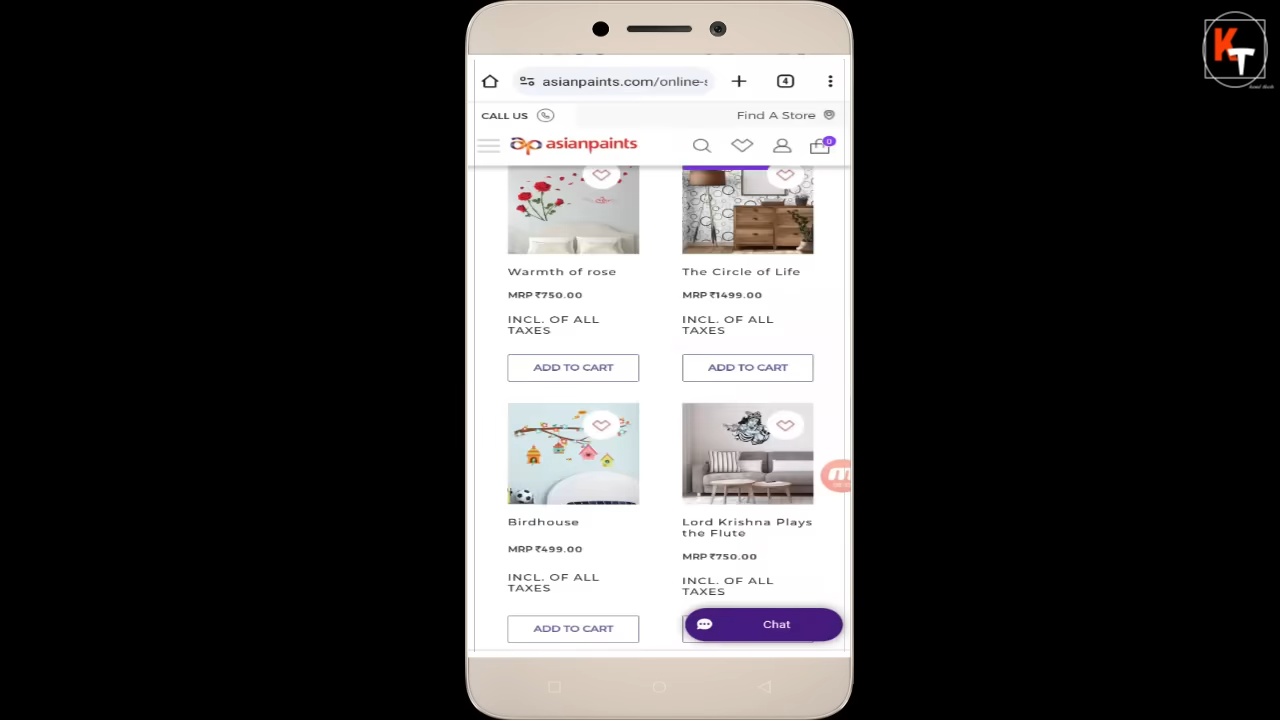 KT
asianpaints.com/online-s
4
CALL US
Find A Store
asianpaints
0
Warmth of rose
The Circle of Life
MRP ₹750.00
MRP ₹1499.00
INCL. OF ALL
TAXES
INCL. OF ALL
TAXES
ADD TO CART
ADD TO CART
Birdhouse
Lord Krishna Plays
the Flute
MRP ₹499.00
MRP ₹750.00
INCL. OF ALL
TAXES
INCL. OF ALL
TAXES
ADD TO CART
Chat